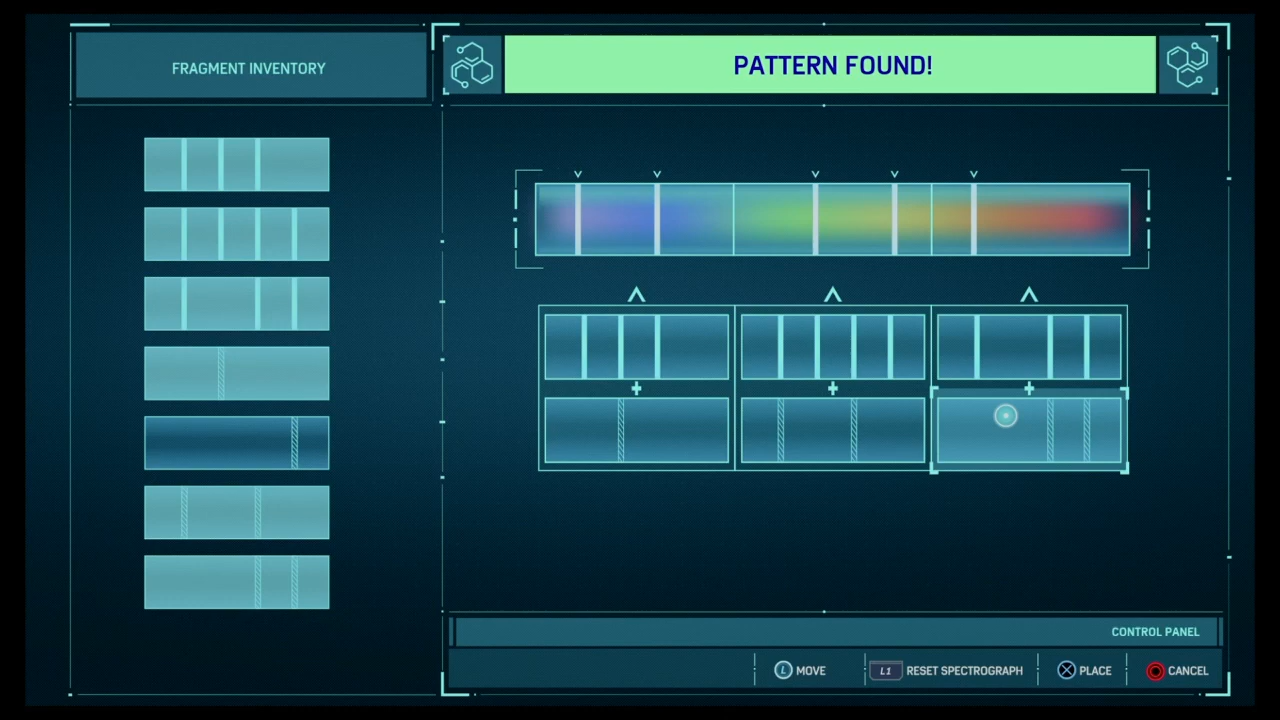 FRAGMENT INVENTORY
PATTERN FOUND!
CONTROL PANEL
L MOVE
L1 RESET SPECTROGRAPH
PLACE
CANCEL